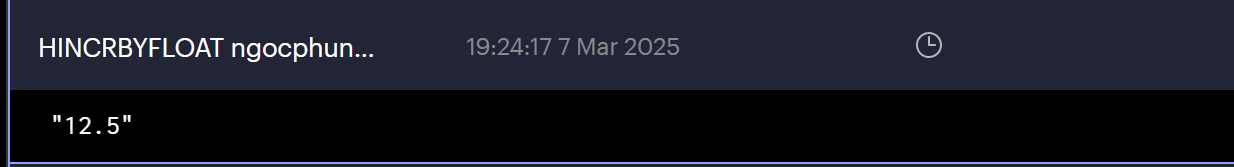 HINCRBYFLOAT ngocphun... 19:24:17 7 Mar 2025
"12.5"